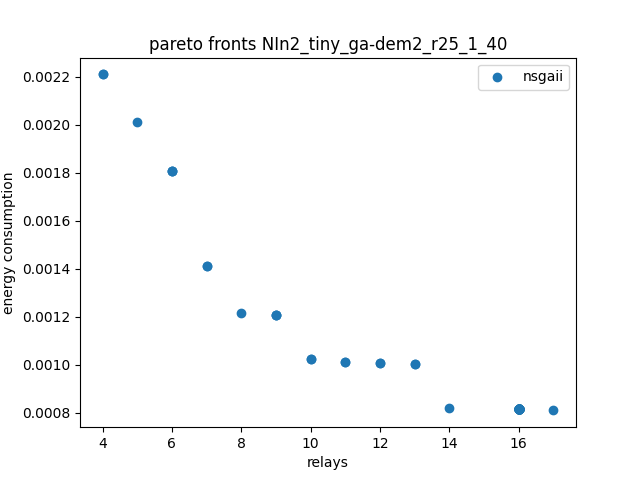 pareto fronts NIn2_tiny_ga-dem2_r25_1_40
nsgaii
energy consumption
0.0022
0.0020
0.0018
0.0016
0.0014
0.0012
0.0010
0.0008
4 6 8 10 12 14 16
relays